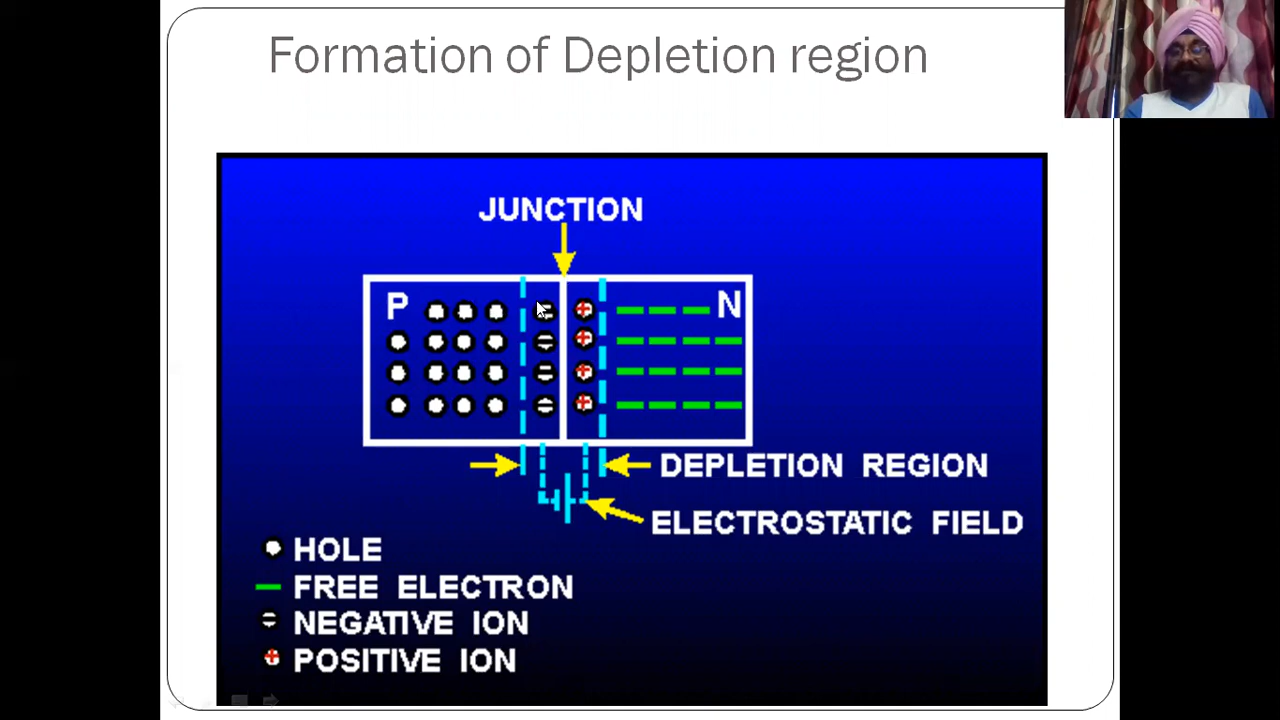 Formation of Depletion region
JUNCTION
P
N
DEPLETION REGION
ELECTROSTATIC FIELD
HOLE
FREE ELECTRON
NEGATIVE ION
POSITIVE ION